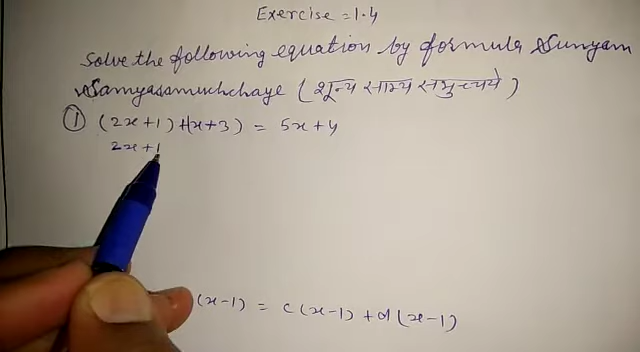 Exercise = 1.4
Solve the following equation by formula Sunyam
Samyasamuchchaye (शून्य साम्य समुच्चये)
① (2x+1)+(x+3) = 5x+4
2x+1
(x-1) = c(x-1)+d(x-1)